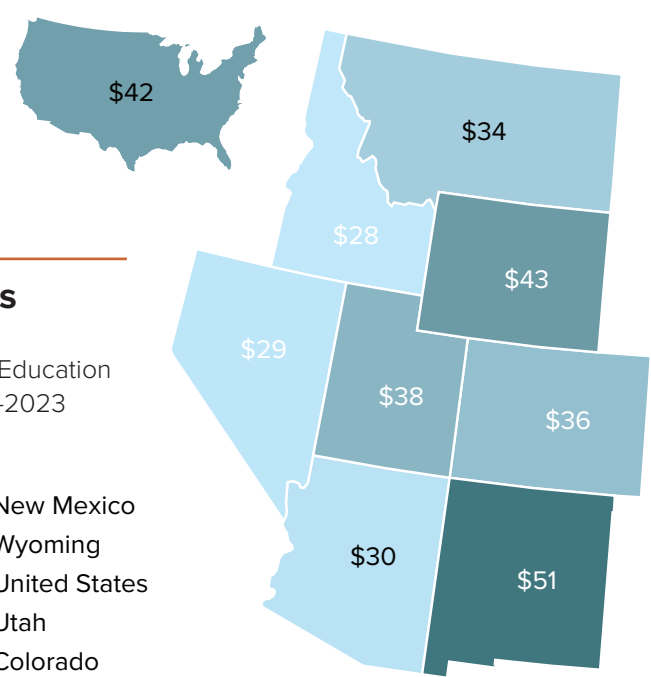 $42
$34
$28
$43
$29
$38
$36
$30
$51
s
Education
-2023
New Mexico
Wyoming
United States
Utah
Colorado